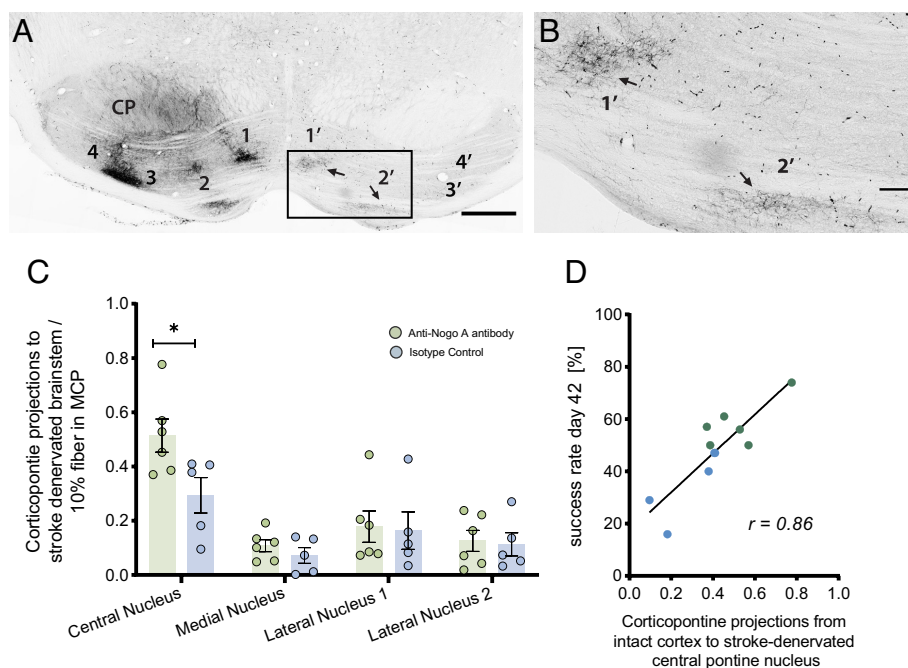 A
B
CP
4
3
2
1
1′
2′
4′
3′
1′
2′
C
Corticopontie projections to
stroke denervated brainstem /
10% fiber in MCP
1.0
0.8
0.6
0.4
0.2
0.0
*
Anti-Nogo A antibody
Isotype Control
Central Nucleus
Medial Nucleus
Lateral Nucleus 1
Lateral Nucleus 2
D
success rate day 42 [%]
100
80
60
40
20
0
r = 0.86
0.0 0.2 0.4 0.6 0.8 1.0
Corticopontine projections from
intact cortex to stroke-denervated
central pontine nucleus